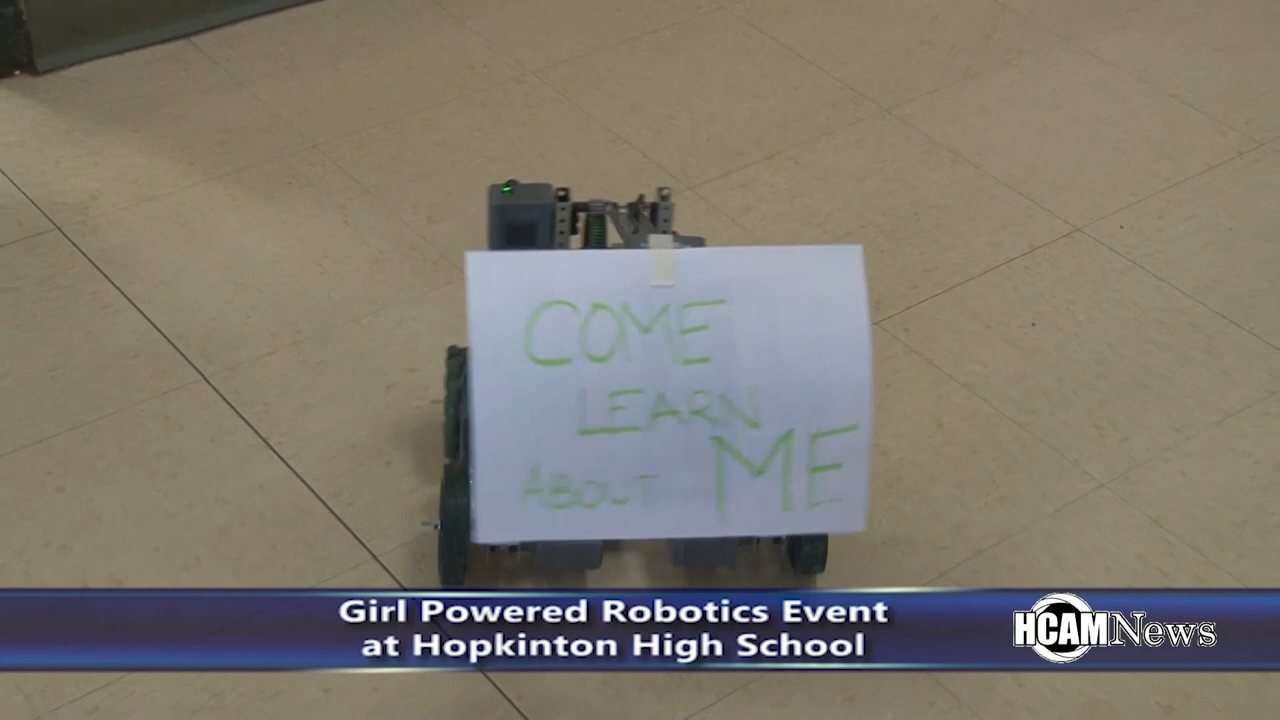 COME
LEARN
ABOUT ME
Girl Powered Robotics Event
at Hopkinton High School
HCAMNews